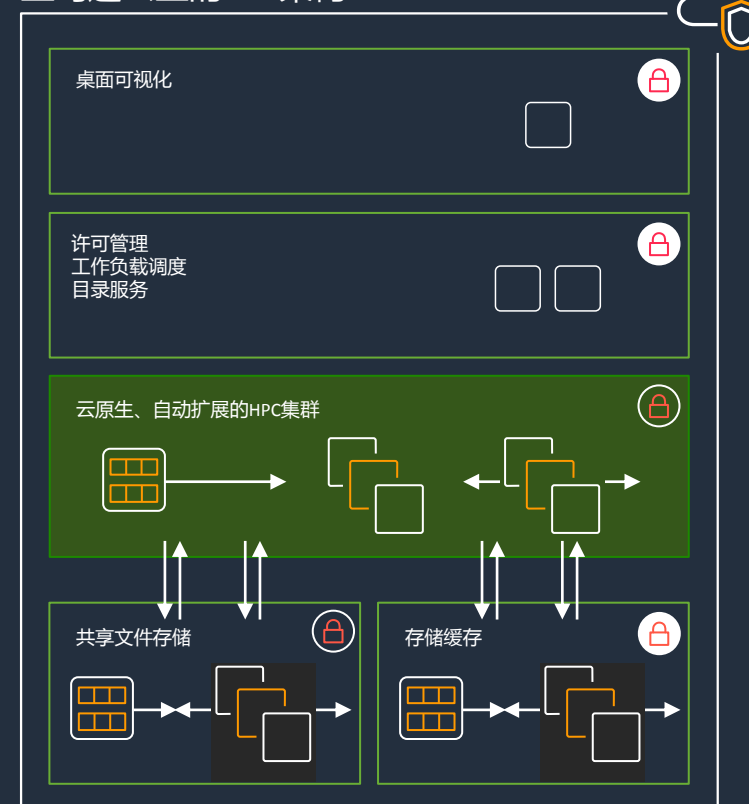 桌面可视化
许可管理
工作负载调度
目录服务
云原生、自动扩展的HPC集群
共享文件存储
存储缓存